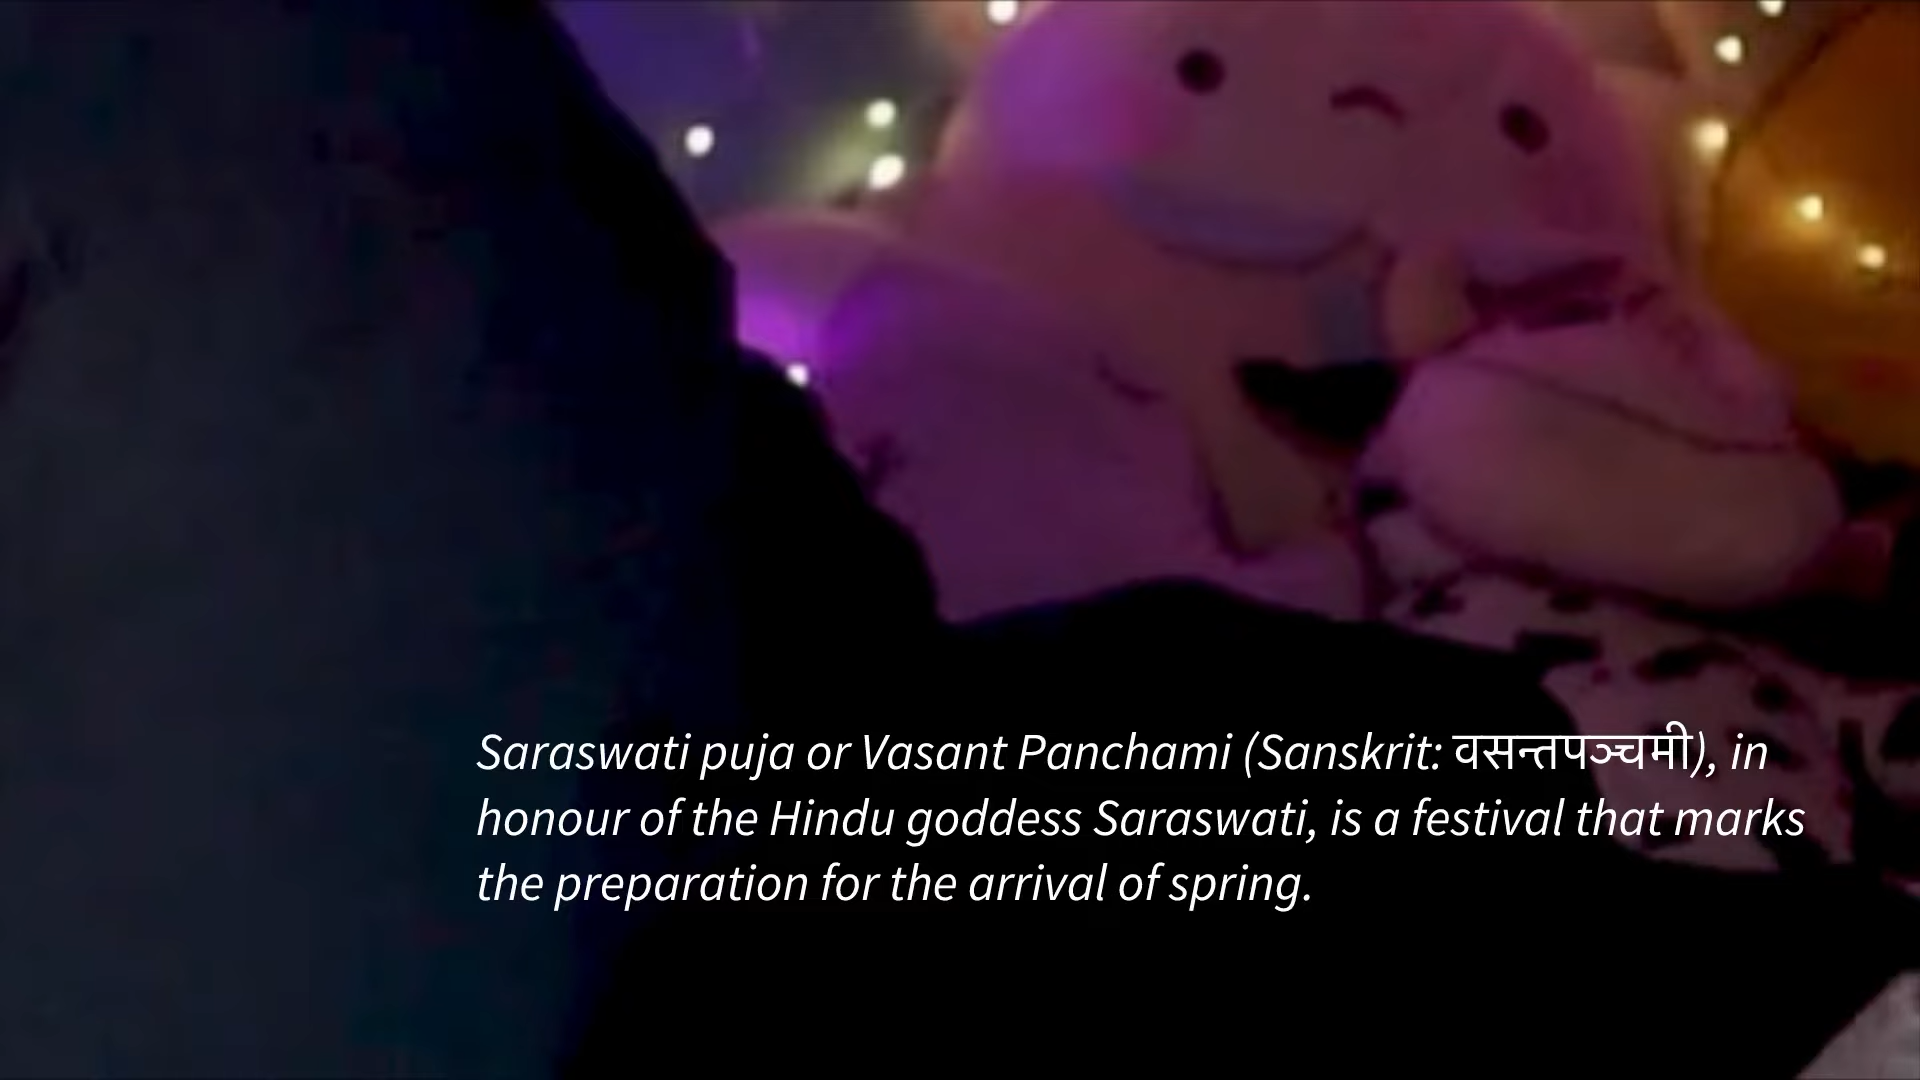 Saraswati puja or Vasant Panchami (Sanskrit: वसन्तपञ्चमी), in
honour of the Hindu goddess Saraswati, is a festival that marks
the preparation for the arrival of spring.